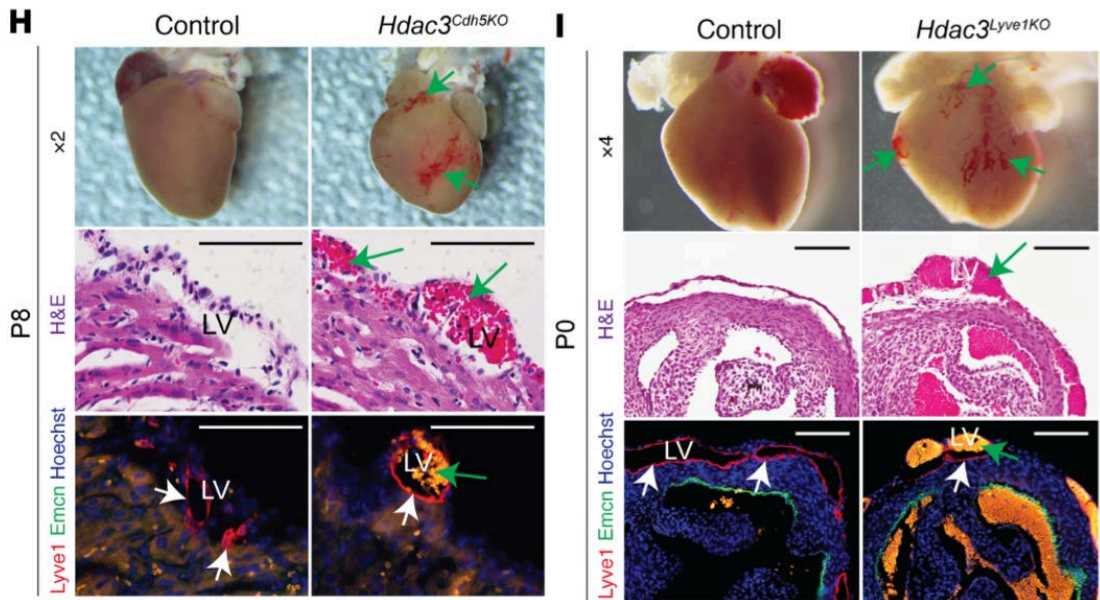 H
Control
Hdac3Cdh5KO
P8
×2
H&E
LV
LV
Lyve1 Emcn Hoechst
LV
LV
I
Control
Hdac3Lyve1KO
P0
×4
H&E
LV
Lyve1 Emcn Hoechst
LV
LV